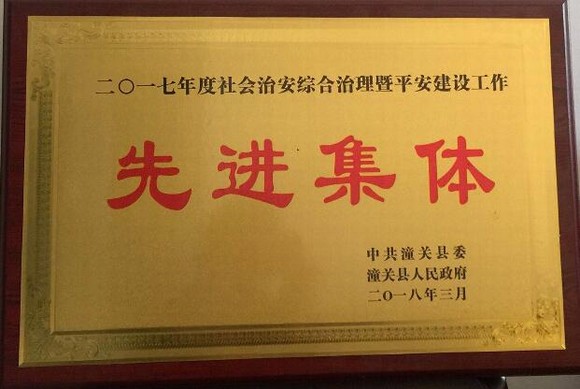 二〇一七年度社会治安综合治理暨平安建设工作
先进集体
中共潼关县委
潼关县人民政府
二〇一八年三月